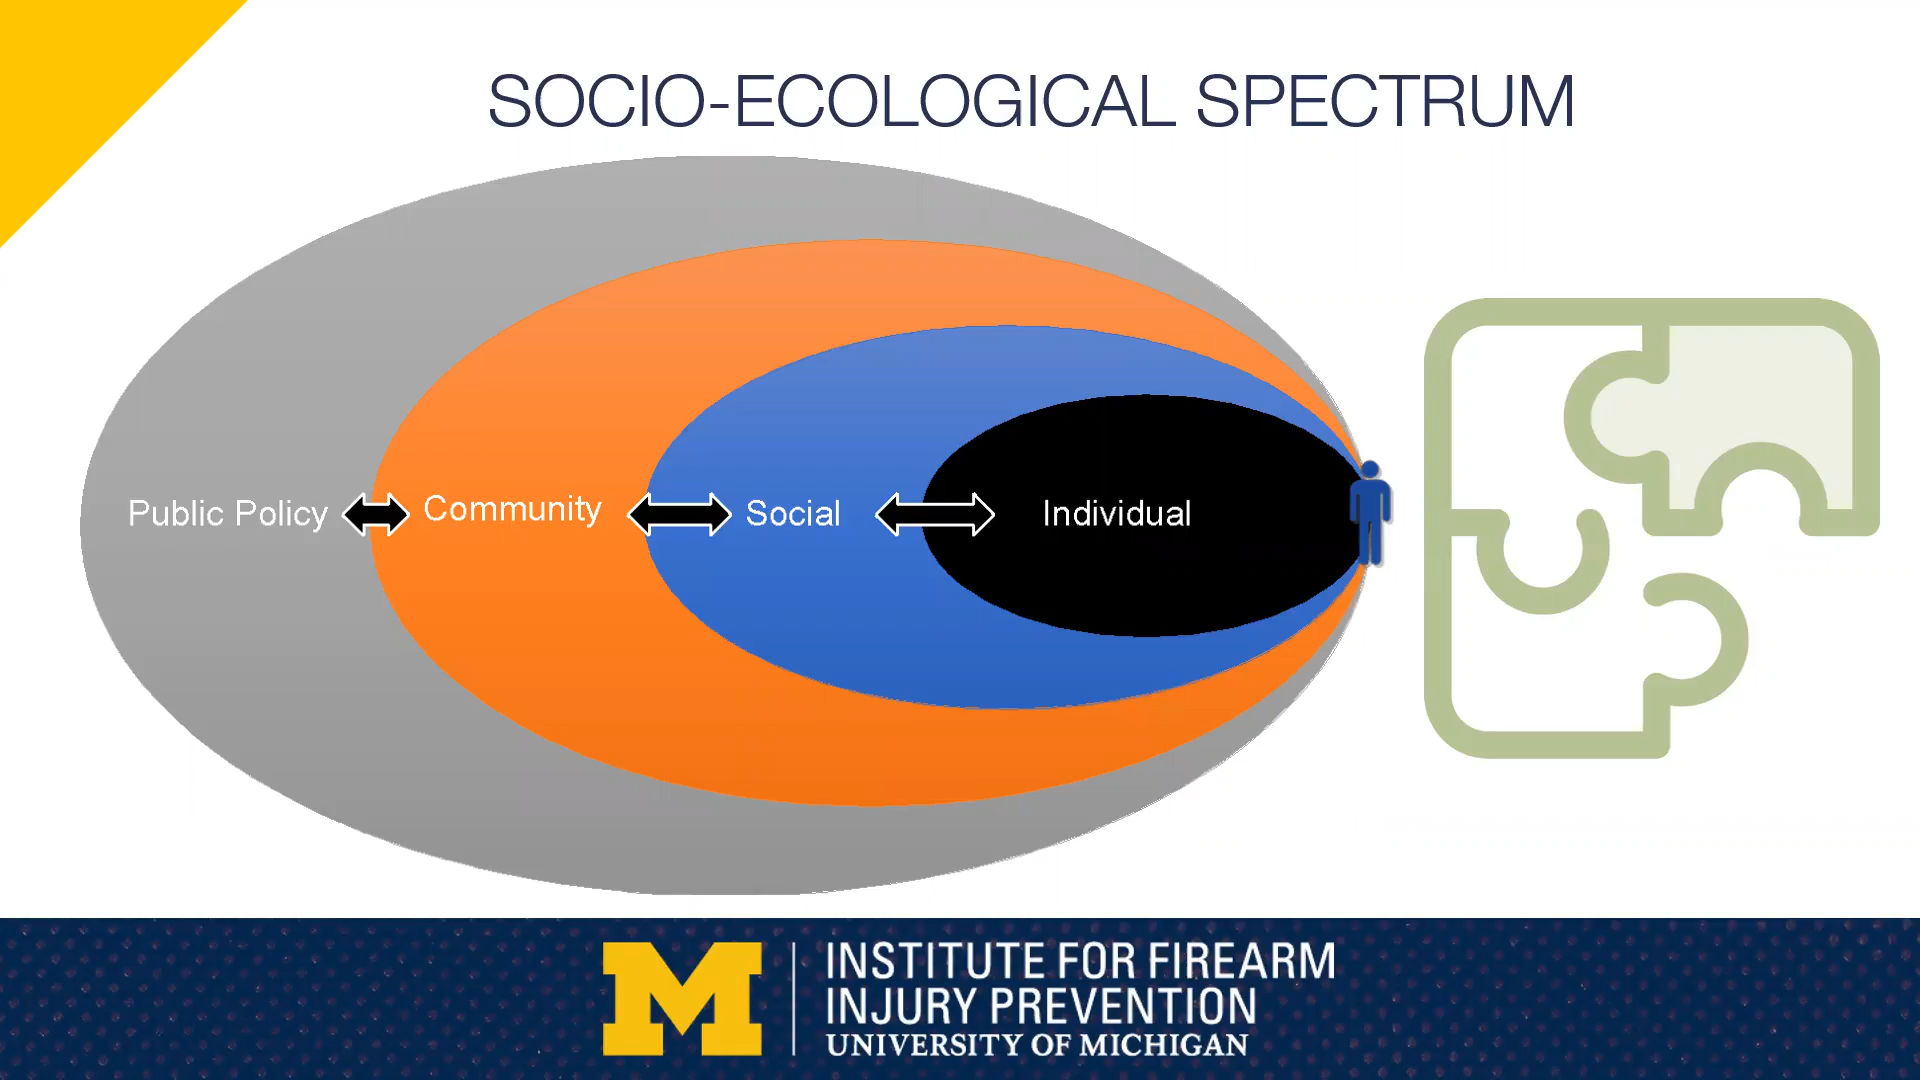 SOCIO-ECOLOGICAL SPECTRUM
Public Policy
Community
Social
Individual
M
INSTITUTE FOR FIREARM
INJURY PREVENTION
UNIVERSITY OF MICHIGAN